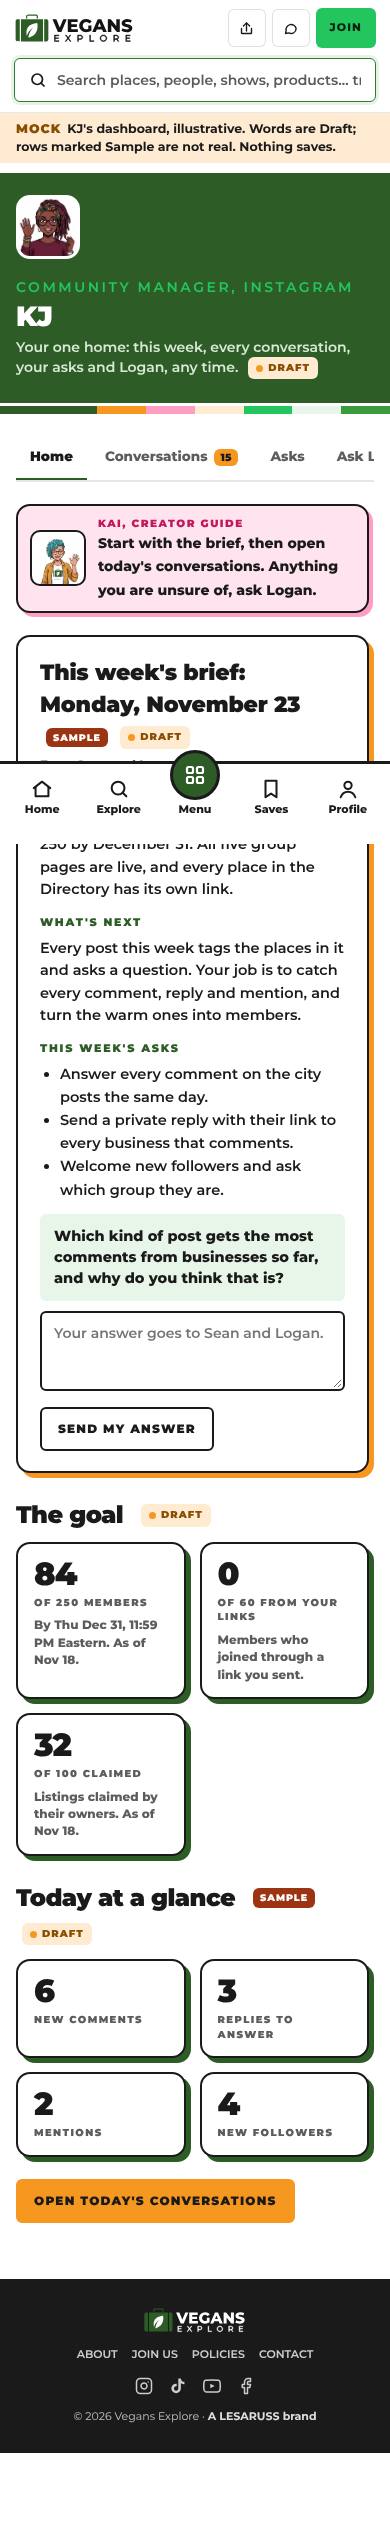 VEGANS
EXPLORE
JOIN
Search places, people, shows, products... tr
MOCK KJ's dashboard, illustrative. Words are Draft;
rows marked Sample are not real. Nothing saves.
COMMUNITY MANAGER, INSTAGRAM
KJ
Your one home: this week, every conversation,
your asks and Logan, any time. DRAFT
Home Conversations 15 Asks Ask L
KAI, CREATOR GUIDE
Start with the brief, then open
today's conversations. Anything
you are unsure of, ask Logan.
This week's brief:
Monday, November 23
SAMPLE DRAFT
Home Explore Menu Saves Profile
250 by December 31. All five group
pages are live, and every place in the
Directory has its own link.
WHAT'S NEXT
Every post this week tags the places in it
and asks a question. Your job is to catch
every comment, reply and mention, and
turn the warm ones into members.
THIS WEEK'S ASKS
• Answer every comment on the city
posts the same day.
• Send a private reply with their link to
every business that comments.
• Welcome new followers and ask
which group they are.
Which kind of post gets the most
comments from businesses so far,
and why do you think that is?
Your answer goes to Sean and Logan.
SEND MY ANSWER
The goal DRAFT
84
OF 250 MEMBERS
By Thu Dec 31, 11:59
PM Eastern. As of
Nov 18.
0
OF 60 FROM YOUR
LINKS
Members who
joined through a
link you sent.
32
OF 100 CLAIMED
Listings claimed by
their owners. As of
Nov 18.
Today at a glance SAMPLE
DRAFT
6
NEW COMMENTS
3
REPLIES TO
ANSWER
2
MENTIONS
4
NEW FOLLOWERS
OPEN TODAY'S CONVERSATIONS
VEGANS
EXPLORE
ABOUT JOIN US POLICIES CONTACT
© 2026 Vegans Explore · A LESARUSS brand